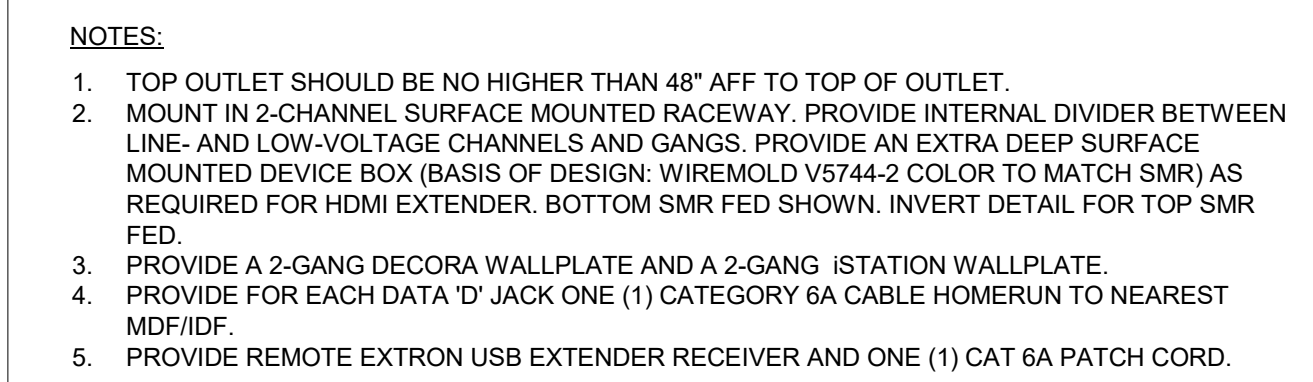 NOTES:
1. TOP OUTLET SHOULD BE NO HIGHER THAN 48" AFF TO TOP OF OUTLET.
2. MOUNT IN 2-CHANNEL SURFACE MOUNTED RACEWAY. PROVIDE INTERNAL DIVIDER BETWEEN
LINE- AND LOW-VOLTAGE CHANNELS AND GANGS. PROVIDE AN EXTRA DEEP SURFACE
MOUNTED DEVICE BOX (BASIS OF DESIGN: WIREMOLD V5744-2 COLOR TO MATCH SMR) AS
REQUIRED FOR HDMI EXTENDER. BOTTOM SMR FED SHOWN. INVERT DETAIL FOR TOP SMR
FED.
3. PROVIDE A 2-GANG DECORA WALLPLATE AND A 2-GANG iSTATION WALLPLATE.
4. PROVIDE FOR EACH DATA 'D' JACK ONE (1) CATEGORY 6A CABLE HOMERUN TO NEAREST
MDF/IDF.
5. PROVIDE REMOTE EXTRON USB EXTENDER RECEIVER AND ONE (1) CAT 6A PATCH CORD.